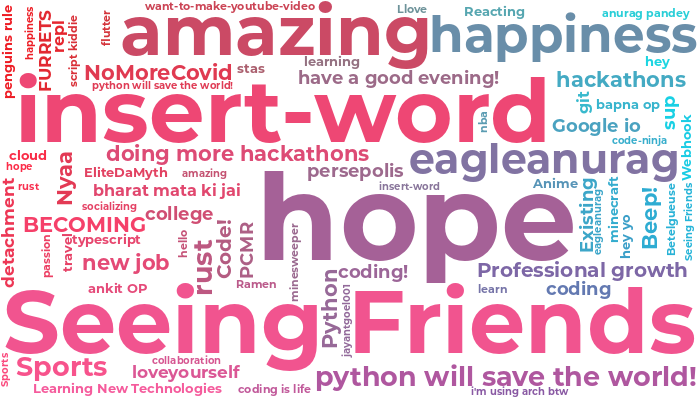 want-to-make-youtube-video
Llove
Reacting
anurag pandey
penguins rule
happiness
FURRETS
repl
script kiddie
flutter
amazing
happiness
hey
NoMoreCovid
stas
learning
have a good evening!
hackathons
python will save the world!
insert-word
nba
git
bapna op
sup
Google io
code-ninja
Webhook
cloud
hope
doing more hackathons
persepolis
eagleanurag
Nyaa
EliteDaMyth
amazing
insert-word
Anime
rust
bharat mata ki jai
detachment
socializing
college
hope
Existing
eagleanurag
minecraft
hey yo
Beep!
Betelgueuse
Seeing Friends
BECOMING
passion
travel
typescript
hello
rust
Code!
PCMR
minesweeper
new job
coding!
Professional growth
ankit OP
Ramen
Python
jayantgoel001
learn
coding
Seeing Friends
Sports
Sports
collaboration
loveyourself
python will save the world!
Learning New Technologies
coding is life
i'm using arch btw